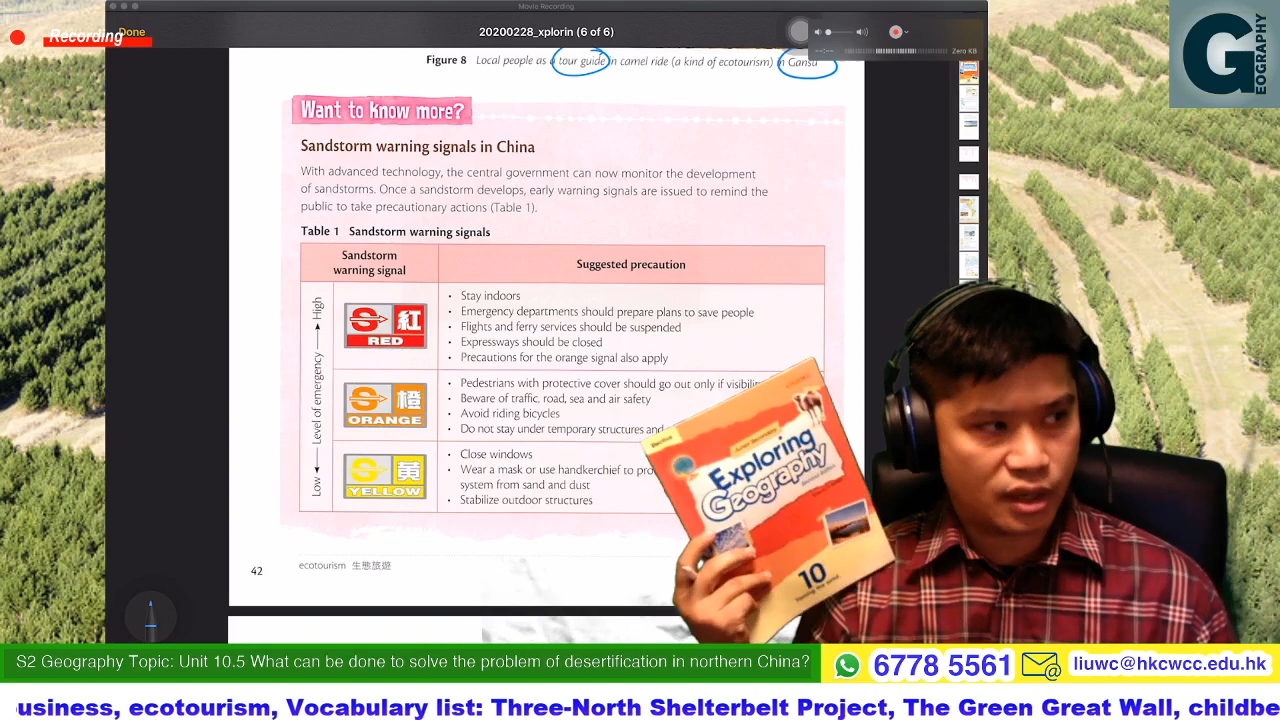 Movie Recording
Recording
Done
20200228_xplorin (6 of 6)
--:--
Zero KB
GEOGRAPHY
Figure 8 Local people as a tour guide in camel ride (a kind of ecotourism) in Gansu
Want to know more?
Sandstorm warning signals in China
With advanced technology, the central government can now monitor the development
of sandstorms. Once a sandstorm develops, early warning signals are issued to remind the
public to take precautionary actions (Table 1).
Table 1 Sandstorm warning signals
Sandstorm
warning signal
Suggested precaution
Low Level of emergency High
S 紅
RED
• Stay indoors
• Emergency departments should prepare plans to save people
• Flights and ferry services should be suspended
• Expressways should be closed
• Precautions for the orange signal also apply
S 橙
ORANGE
• Pedestrians with protective cover should go out only if
• Beware of traffic, road, sea and air safety
• Avoid riding bicycles
• Do not stay under temporary structures and
S 黄
YELLOW
• Close windows
• Wear a mask or use handkerchief to
system from sand and dust
• Stabilize outdoor structures
42
ecotourism 生態旅遊
Exploring
Geography
10
S2 Geography Topic: Unit 10.5 What can be done to solve the problem of desertification in northern China?
6778 5561
liuwc@hkcwcc.edu.hk
usiness, ecotourism, Vocabulary list: Three-North Shelterbelt Project, The Green Great Wall, childbe